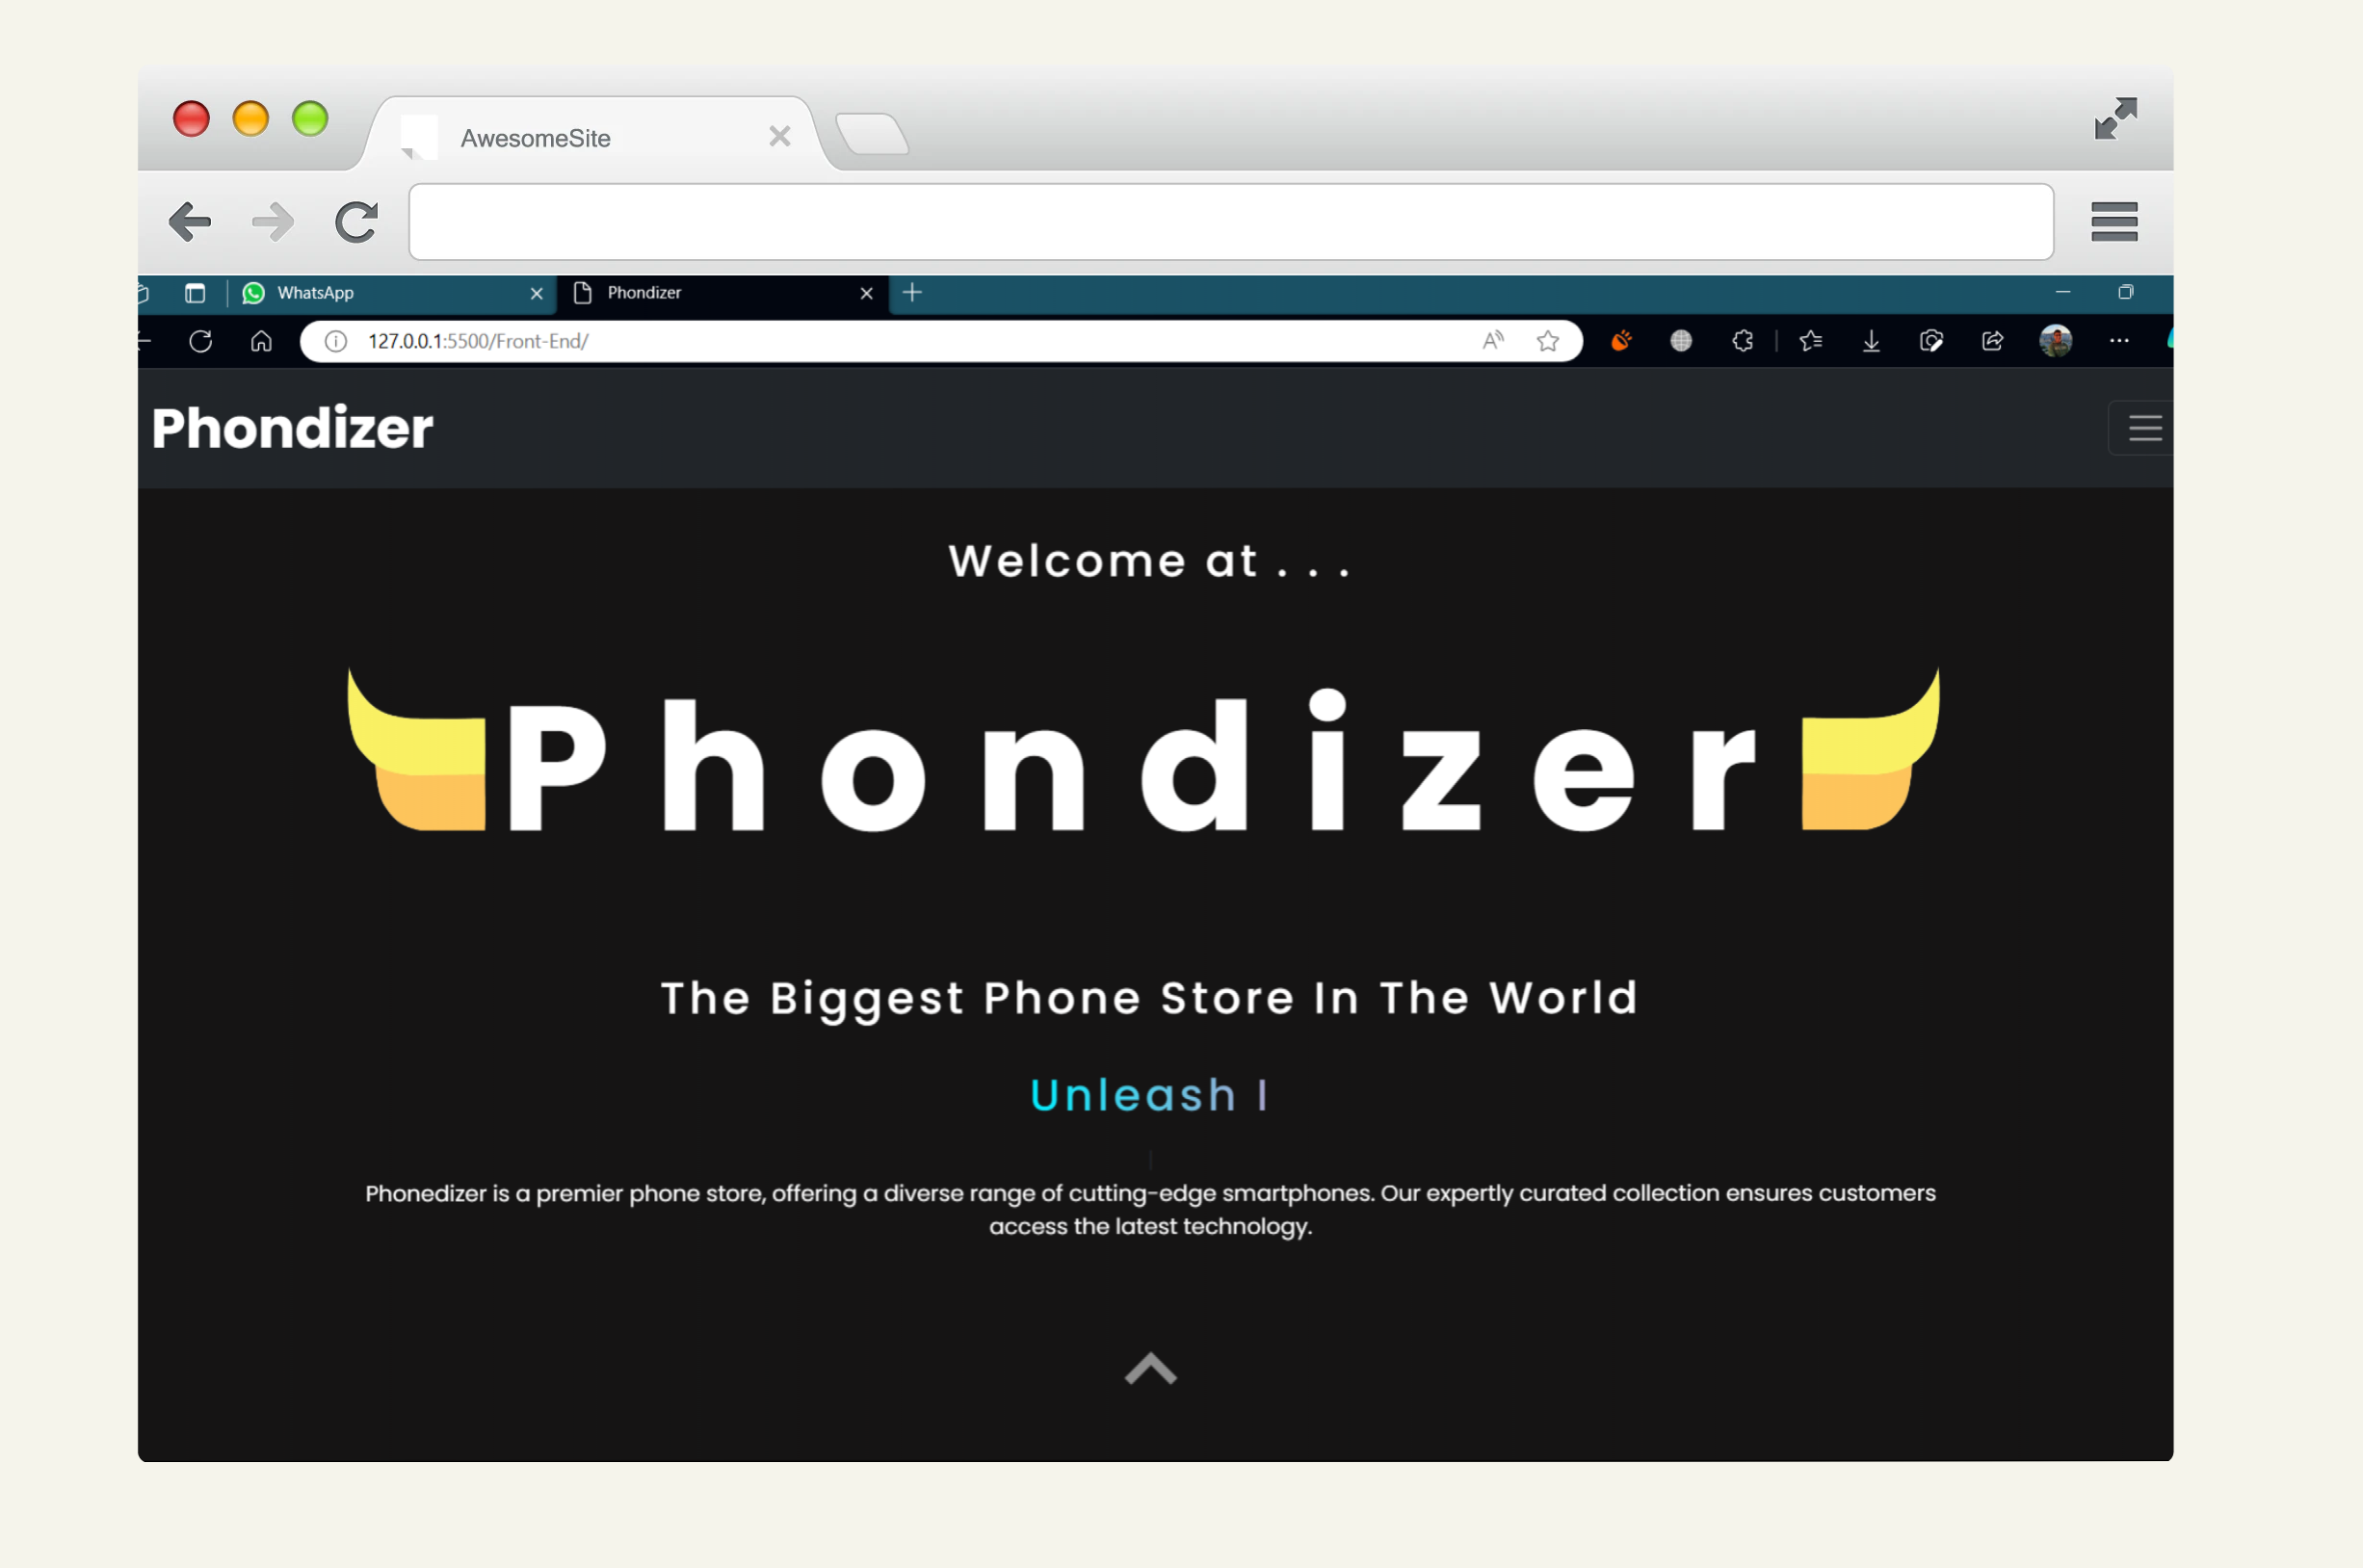 AwesomeSite
WhatsApp
Phondizer
127.0.0.1:5500/Front-End/
Phondizer
Welcome at . . .
Phondizer
The Biggest Phone Store In The World
Unleash I
Phonedizer is a premier phone store, offering a diverse range of cutting-edge smartphones. Our expertly curated collection ensures customers
access the latest technology.